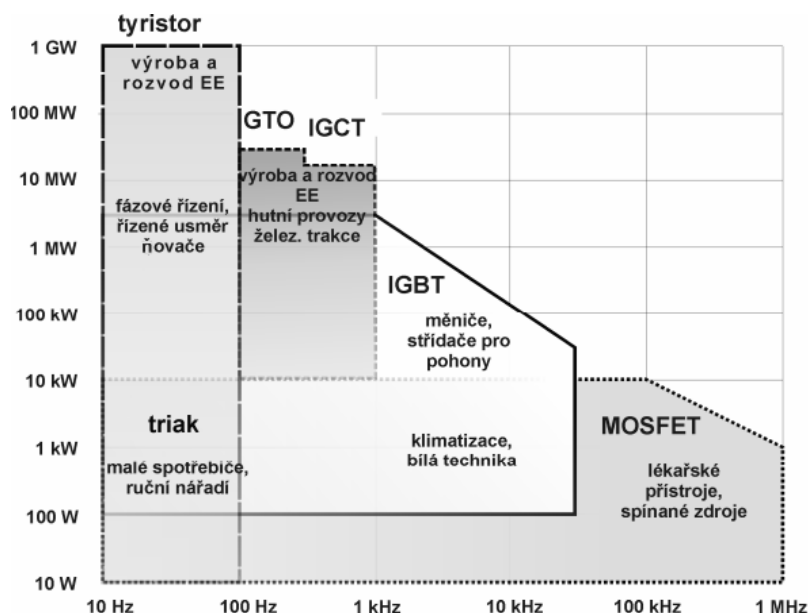 tyristor
1 GW
výroba a
rozvod EE
100 MW
GTO
IGCT
10 MW
výroba a rozvod
EE
hutní provozy
želez. trakce
fázové řízení,
řízené usměr
ňovače
1 MW
IGBT
100 kW
měniče,
střídače pro
pohony
10 kW
triak
MOSFET
1 kW
malé spotřebiče,
ruční nářadí
klimatizace,
bílá technika
lékařské
přístroje,
spínané zdroje
100 W
10 W
10 Hz
100 Hz
1 kHz
10 kHz
100 kHz
1 MHz